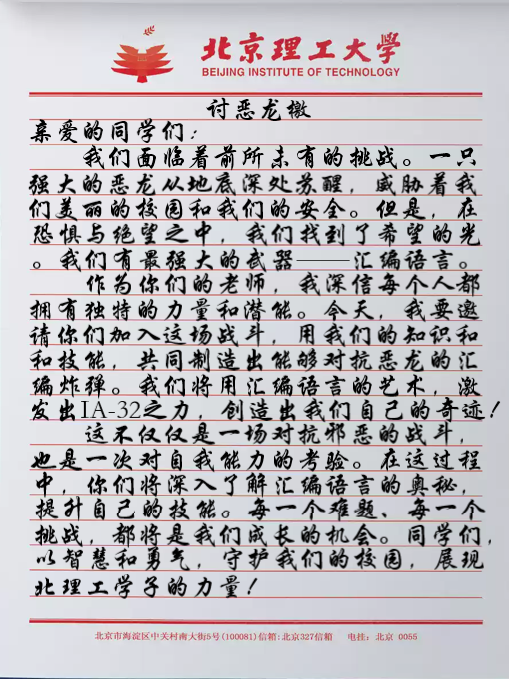 北京理工大学
BEIJING INSTITUTE OF TECHNOLOGY
讨恶龙檄
亲爱的同学们：
我们面临着前所未有的挑战。一只
强大的恶龙从地底深处苏醒，威胁着我
们美丽的校园和我们的安全。但是，在
恐惧与绝望之中，我们找到了希望的光
。我们有最强大的武器——汇编语言。
作为你们的老师，我深信每个人都
拥有独特的力量和潜能。今天，我要邀
请你们加入这场战斗，用我们的知识和
和技能，共同制造出能够对抗恶龙的汇
编炸弹。我们将用汇编语言的艺术，激
发出IA-32之力，创造出我们自己的奇迹！
这不仅仅是一场对抗邪恶的战斗，
也是一次对自我能力的考验。在这过程
中，你们将深入了解汇编语言的奥秘，
提升自己的技能。每一个难题、每一个
挑战，都将是我们成长的机会。同学们，
以智慧和勇气，守护我们的校园，展现
北理工学子的力量！
北京市海淀区中关村南大街5号(100081)信箱:北京327信箱 电挂：北京 0055